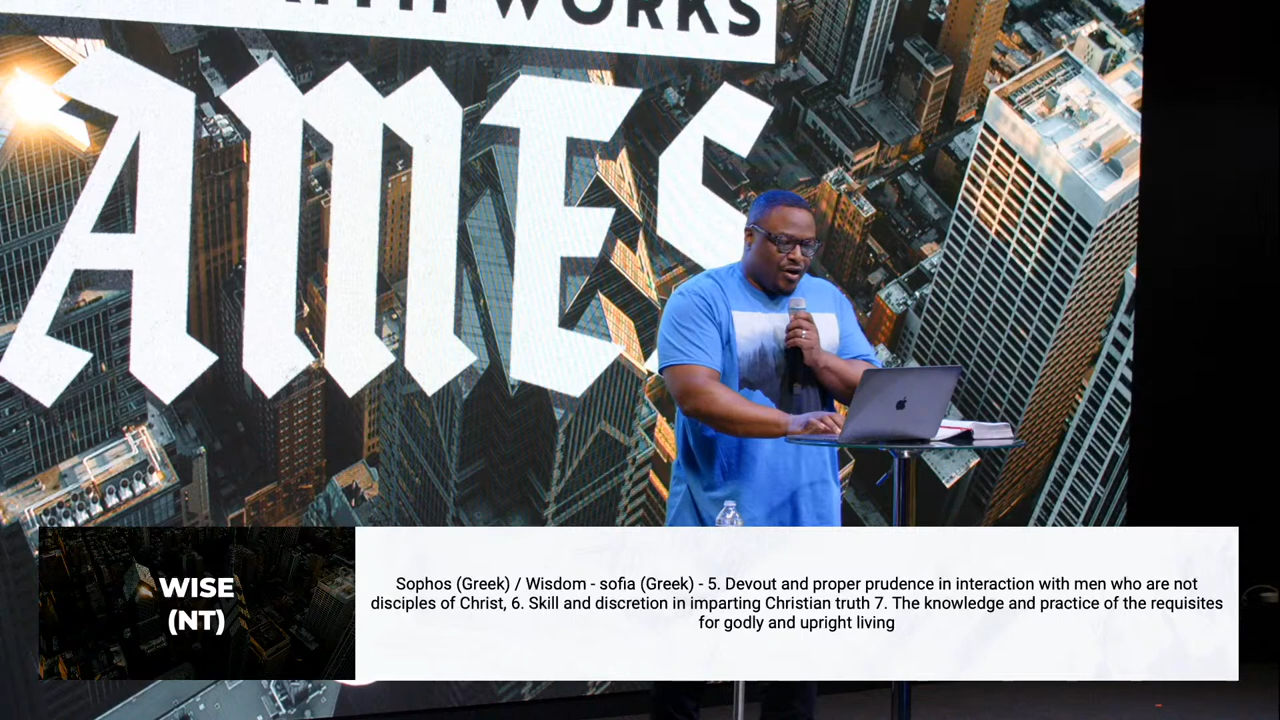 WORKS
AMES
WISE
(NT)
Sophos (Greek) / Wisdom - sofia (Greek) - 5. Devout and proper prudence in interaction with men who are not
disciples of Christ, 6. Skill and discretion in imparting Christian truth 7. The knowledge and practice of the requisites
for godly and upright living